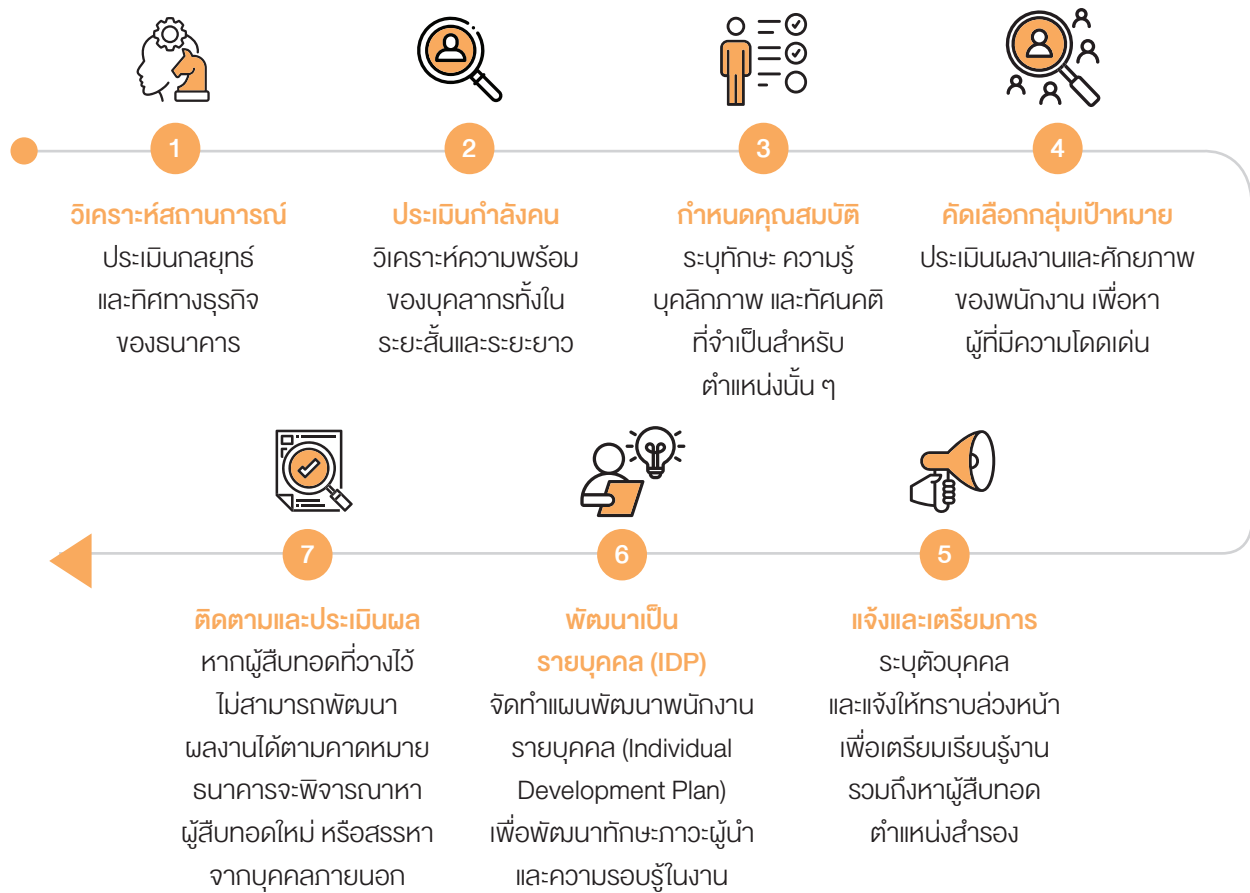 1
วิเคราะห์สถานการณ์
ประเมินกลยุทธ์
และทิศทางธุรกิจ
ของธนาคาร
2
ประเมินกำลังคน
วิเคราะห์ความพร้อม
ของบุคลากรทั้งใน
ระยะสั้นและระยะยาว
3
กำหนดคุณสมบัติ
ระบุทักษะ ความรู้
บุคลิกภาพ และทัศนคติ
ที่จำเป็นสำหรับ
ตำแหน่งนั้น ๆ
4
คัดเลือกกลุ่มเป้าหมาย
ประเมินผลงานและศักยภาพ
ของพนักงาน เพื่อหา
ผู้ที่มีความโดดเด่น
5
แจ้งและเตรียมการ
ระบุตัวบุคคล
และแจ้งให้ทราบล่วงหน้า
เพื่อเตรียมเรียนรู้งาน
รวมถึงหาผู้สืบทอด
ตำแหน่งสำรอง
6
พัฒนาเป็น
รายบุคคล (IDP)
จัดทำแผนพัฒนาพนักงาน
รายบุคคล (Individual
Development Plan)
เพื่อพัฒนาทักษะภาวะผู้นำ
และความรอบรู้ในงาน
7
ติดตามและประเมินผล
หากผู้สืบทอดที่วางไว้
ไม่สามารถพัฒนา
ผลงานได้ตามคาดหมาย
ธนาคารจะพิจารณาหา
ผู้สืบทอดใหม่ หรือสรรหา
จากบุคคลภายนอก